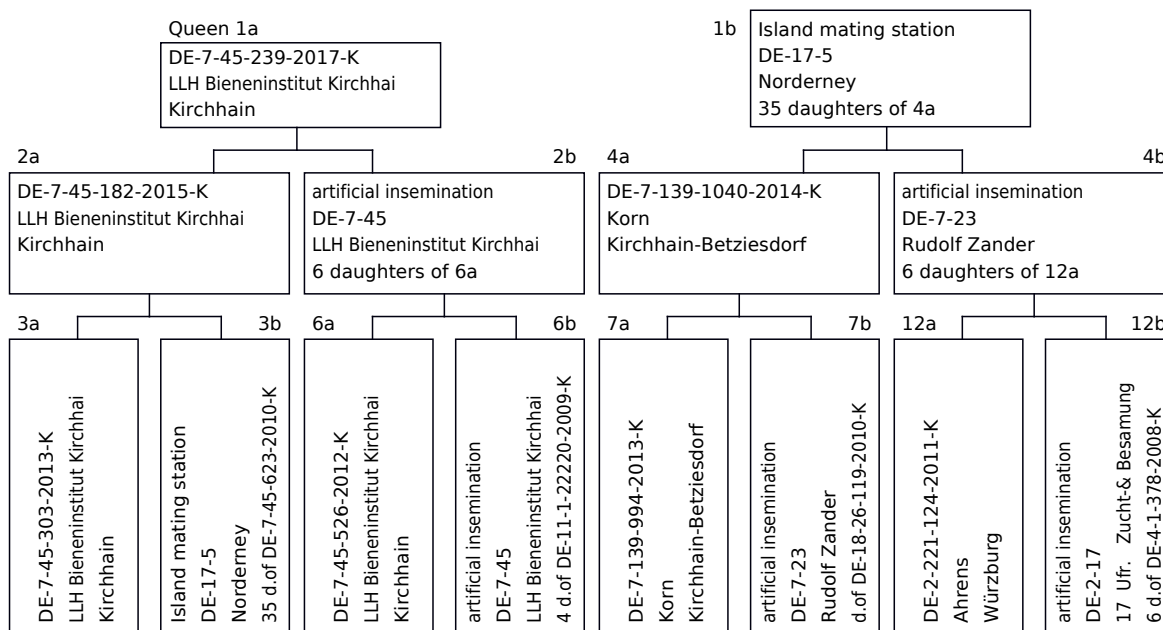 Queen 1a
DE-7-45-239-2017-K
LLH Bieneninstitut Kirchhai
Kirchhain
1b
Island mating station
DE-17-5
Norderney
35 daughters of 4a
2a
DE-7-45-182-2015-K
LLH Bieneninstitut Kirchhai
Kirchhain
2b
artificial insemination
DE-7-45
LLH Bieneninstitut Kirchhai
6 daughters of 6a
4a
DE-7-139-1040-2014-K
Korn
Kirchhain-Betziesdorf
4b
artificial insemination
DE-7-23
Rudolf Zander
6 daughters of 12a
3a
DE-7-45-303-2013-K
LLH Bieneninstitut Kirchhai
Kirchhain
3b
Island mating station
DE-17-5
Norderney
35 d.of DE-7-45-623-2010-K
6a
DE-7-45-526-2012-K
LLH Bieneninstitut Kirchhai
Kirchhain
6b
artificial insemination
DE-7-45
LLH Bieneninstitut Kirchhai
4 d.of DE-11-1-22220-2009-K
7a
DE-7-139-994-2013-K
Korn
Kirchhain-Betziesdorf
7b
artificial insemination
DE-7-23
Rudolf Zander
d.of DE-18-26-119-2010-K
12a
DE-2-221-124-2011-K
Ahrens
Würzburg
12b
artificial insemination
DE-2-17
17 Ufr. Zucht-& Besamung
6 d.of DE-4-1-378-2008-K